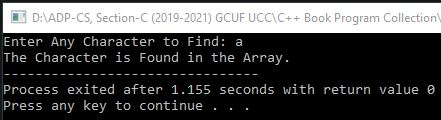 D:\ADP-CS, Section-C (2019-2021) GCUF UCC\C++ Book Program Collection\
Enter Any Character to Find: a
The Character is Found in the Array.
--------------------------------
Process exited after 1.155 seconds with return value 0
Press any key to continue . . .